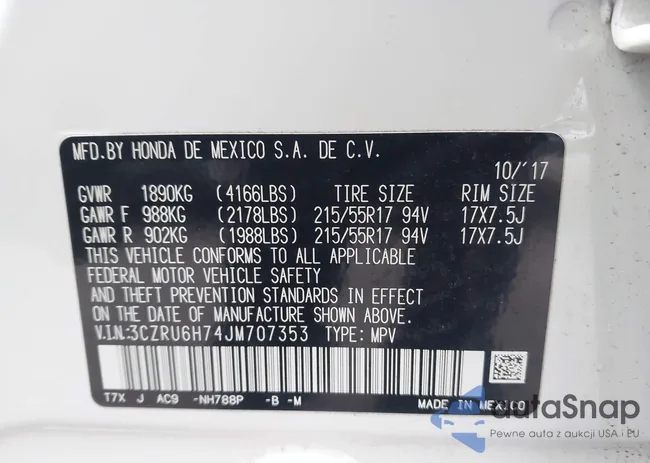 MFD.BY HONDA DE MEXICO S.A. DE C.V.
10/'17
GVWR 1890KG (4166LBS) TIRE SIZE RIM SIZE
GAWR F 988KG (2178LBS) 215/55R17 94V 17X7.5J
GAWR R 902KG (1988LBS) 215/55R17 94V 17X7.5J
THIS VEHICLE CONFORMS TO ALL APPLICABLE
FEDERAL MOTOR VEHICLE SAFETY
AND THEFT PREVENTION STANDARDS IN EFFECT
ON THE DATE OF MANUFACTURE SHOWN ABOVE.
V.I.N.:3CZRU6H74JM707353 TYPE: MPV
T7X J AC9 -NH788P -B -M MADE IN MEXICO
autaSnap
Pewne auta z aukcji USA i EU